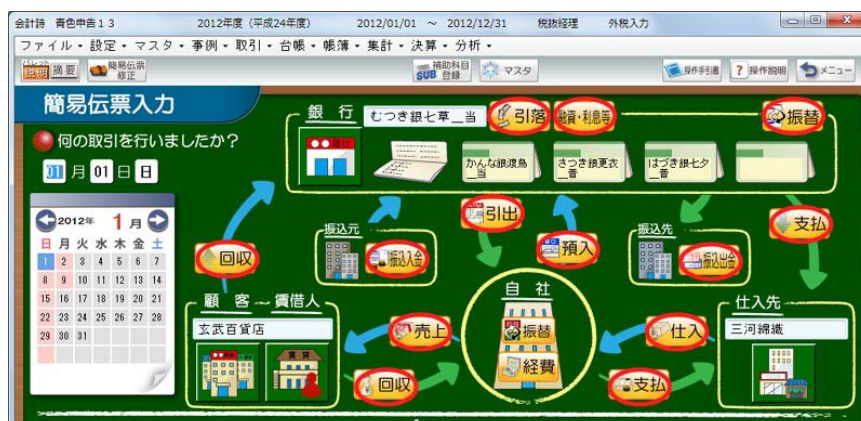 会計詩 青色申告13 2012年度（平成24年度） 2012/01/01 ～ 2012/12/31 税抜経理 外税入力
ファイル・設定・マスタ・事例・取引・台帳・帳簿・集計・決算・分析・
説明 摘要 簡易伝票修正 SUB 補助科目登録 マスタ 操作手引書 ? 操作説明 メニュー
簡易伝票入力
何の取引を行いましたか？
01 月 01 日 日
2012年 1月
日 月 火 水 木 金 土
1 2 3 4 5 6 7
8 9 10 11 12 13 14
15 16 17 18 19 20 21
22 23 24 25 26 27 28
29 30 31
銀 行 むつき銀七草__当 引落 融資・利息等 振替
かんな銀渡鳥__当 さつき銀更衣__普 はづき銀七夕__普
引出 預入 支払
回収 振込元 振込入金 振込先 振込出金
顧 客 賃借人
玄武百貨店
賃貸
売上 回収
自 社
振替
経費
仕入 支払
仕入先
三河綿織